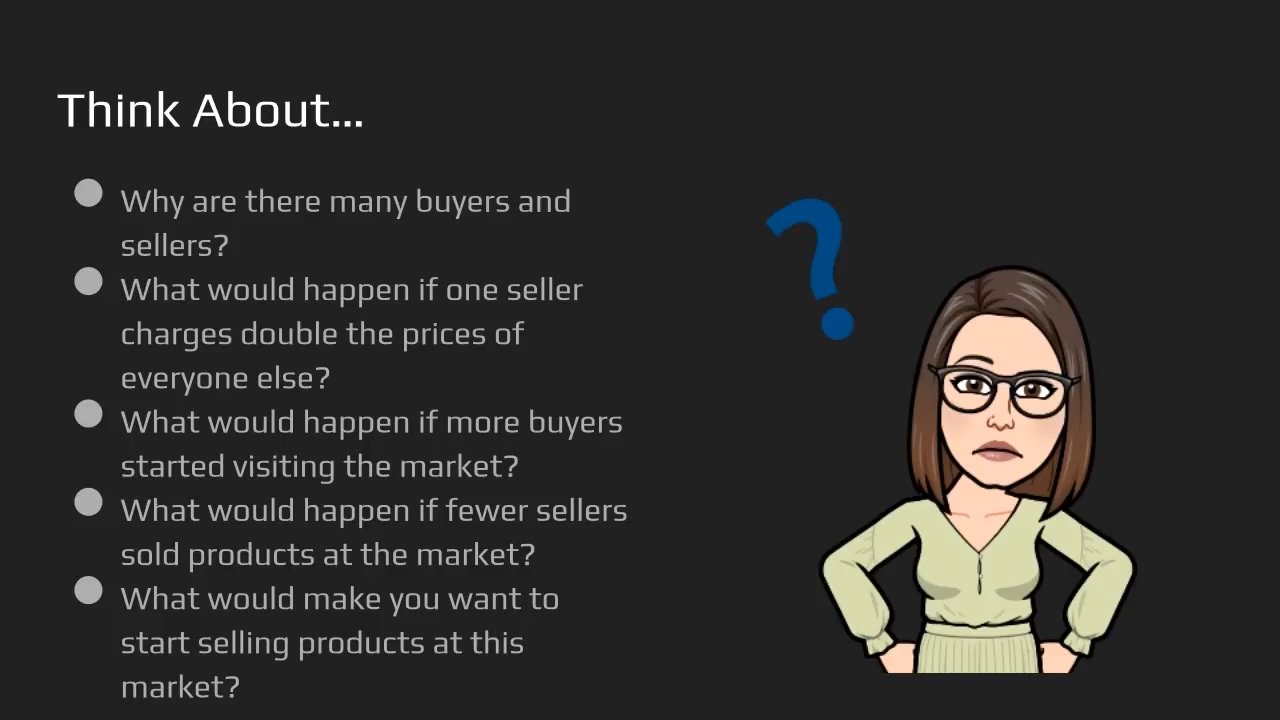 Think About...
Why are there many buyers and
sellers?
What would happen if one seller
charges double the prices of
everyone else?
What would happen if more buyers
started visiting the market?
What would happen if fewer sellers
sold products at the market?
What would make you want to
start selling products at this
market?
?